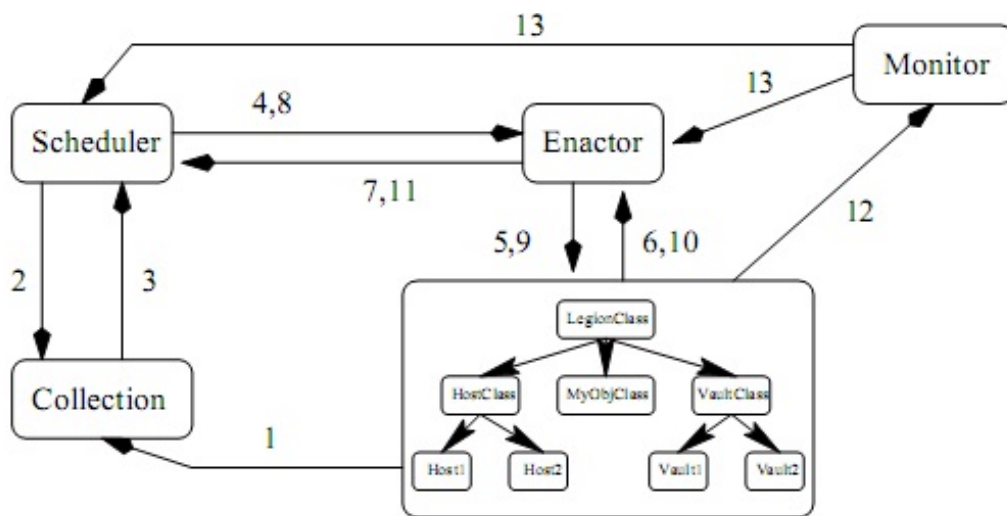 13
Monitor
13
4,8
Scheduler
Enactor
7,11
12
5,9
6,10
2
3
LegionClass
Collection
HostClass
MyObjClass
VaultClass
1
Host1
Host2
Vault1
Vault2